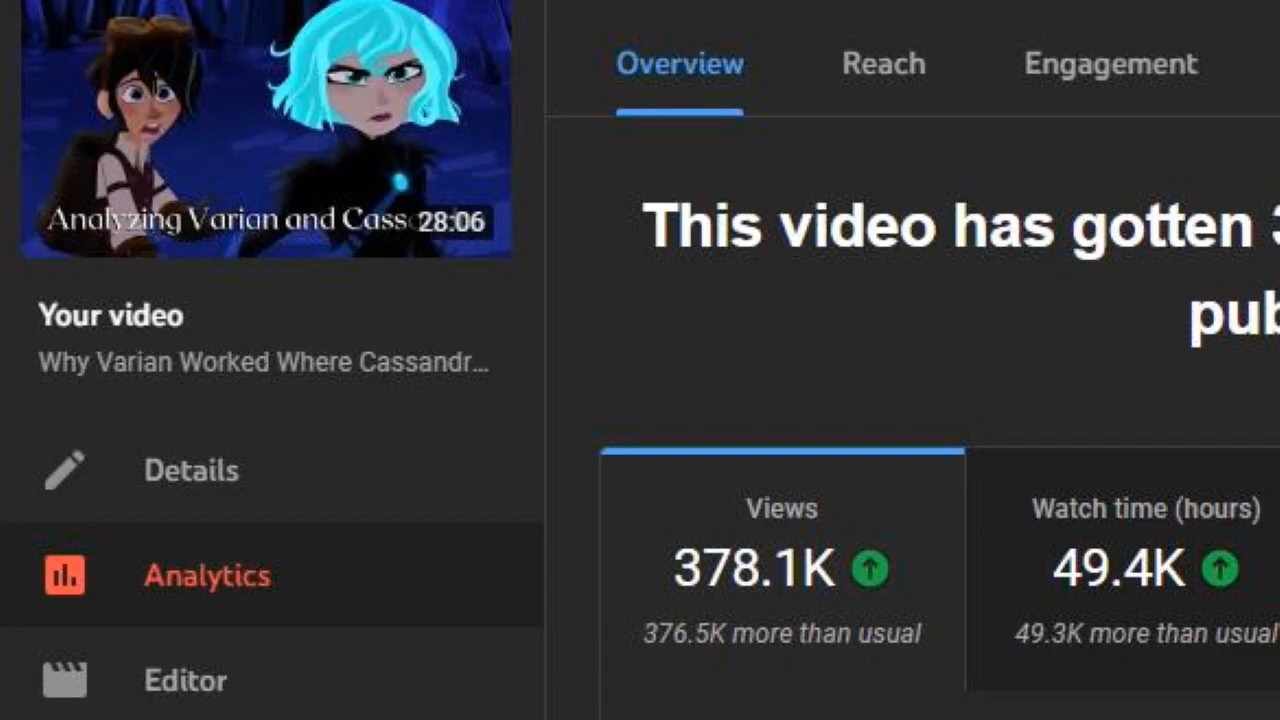 Analyzing Varian and Cass
28:06
Your video
Why Varian Worked Where Cassandr...
Details
Analytics
Editor
Overview
Reach
Engagement
This video has gotten
pub
Views
378.1K
376.5K more than usual
Watch time (hours)
49.4K
49.3K more than usual